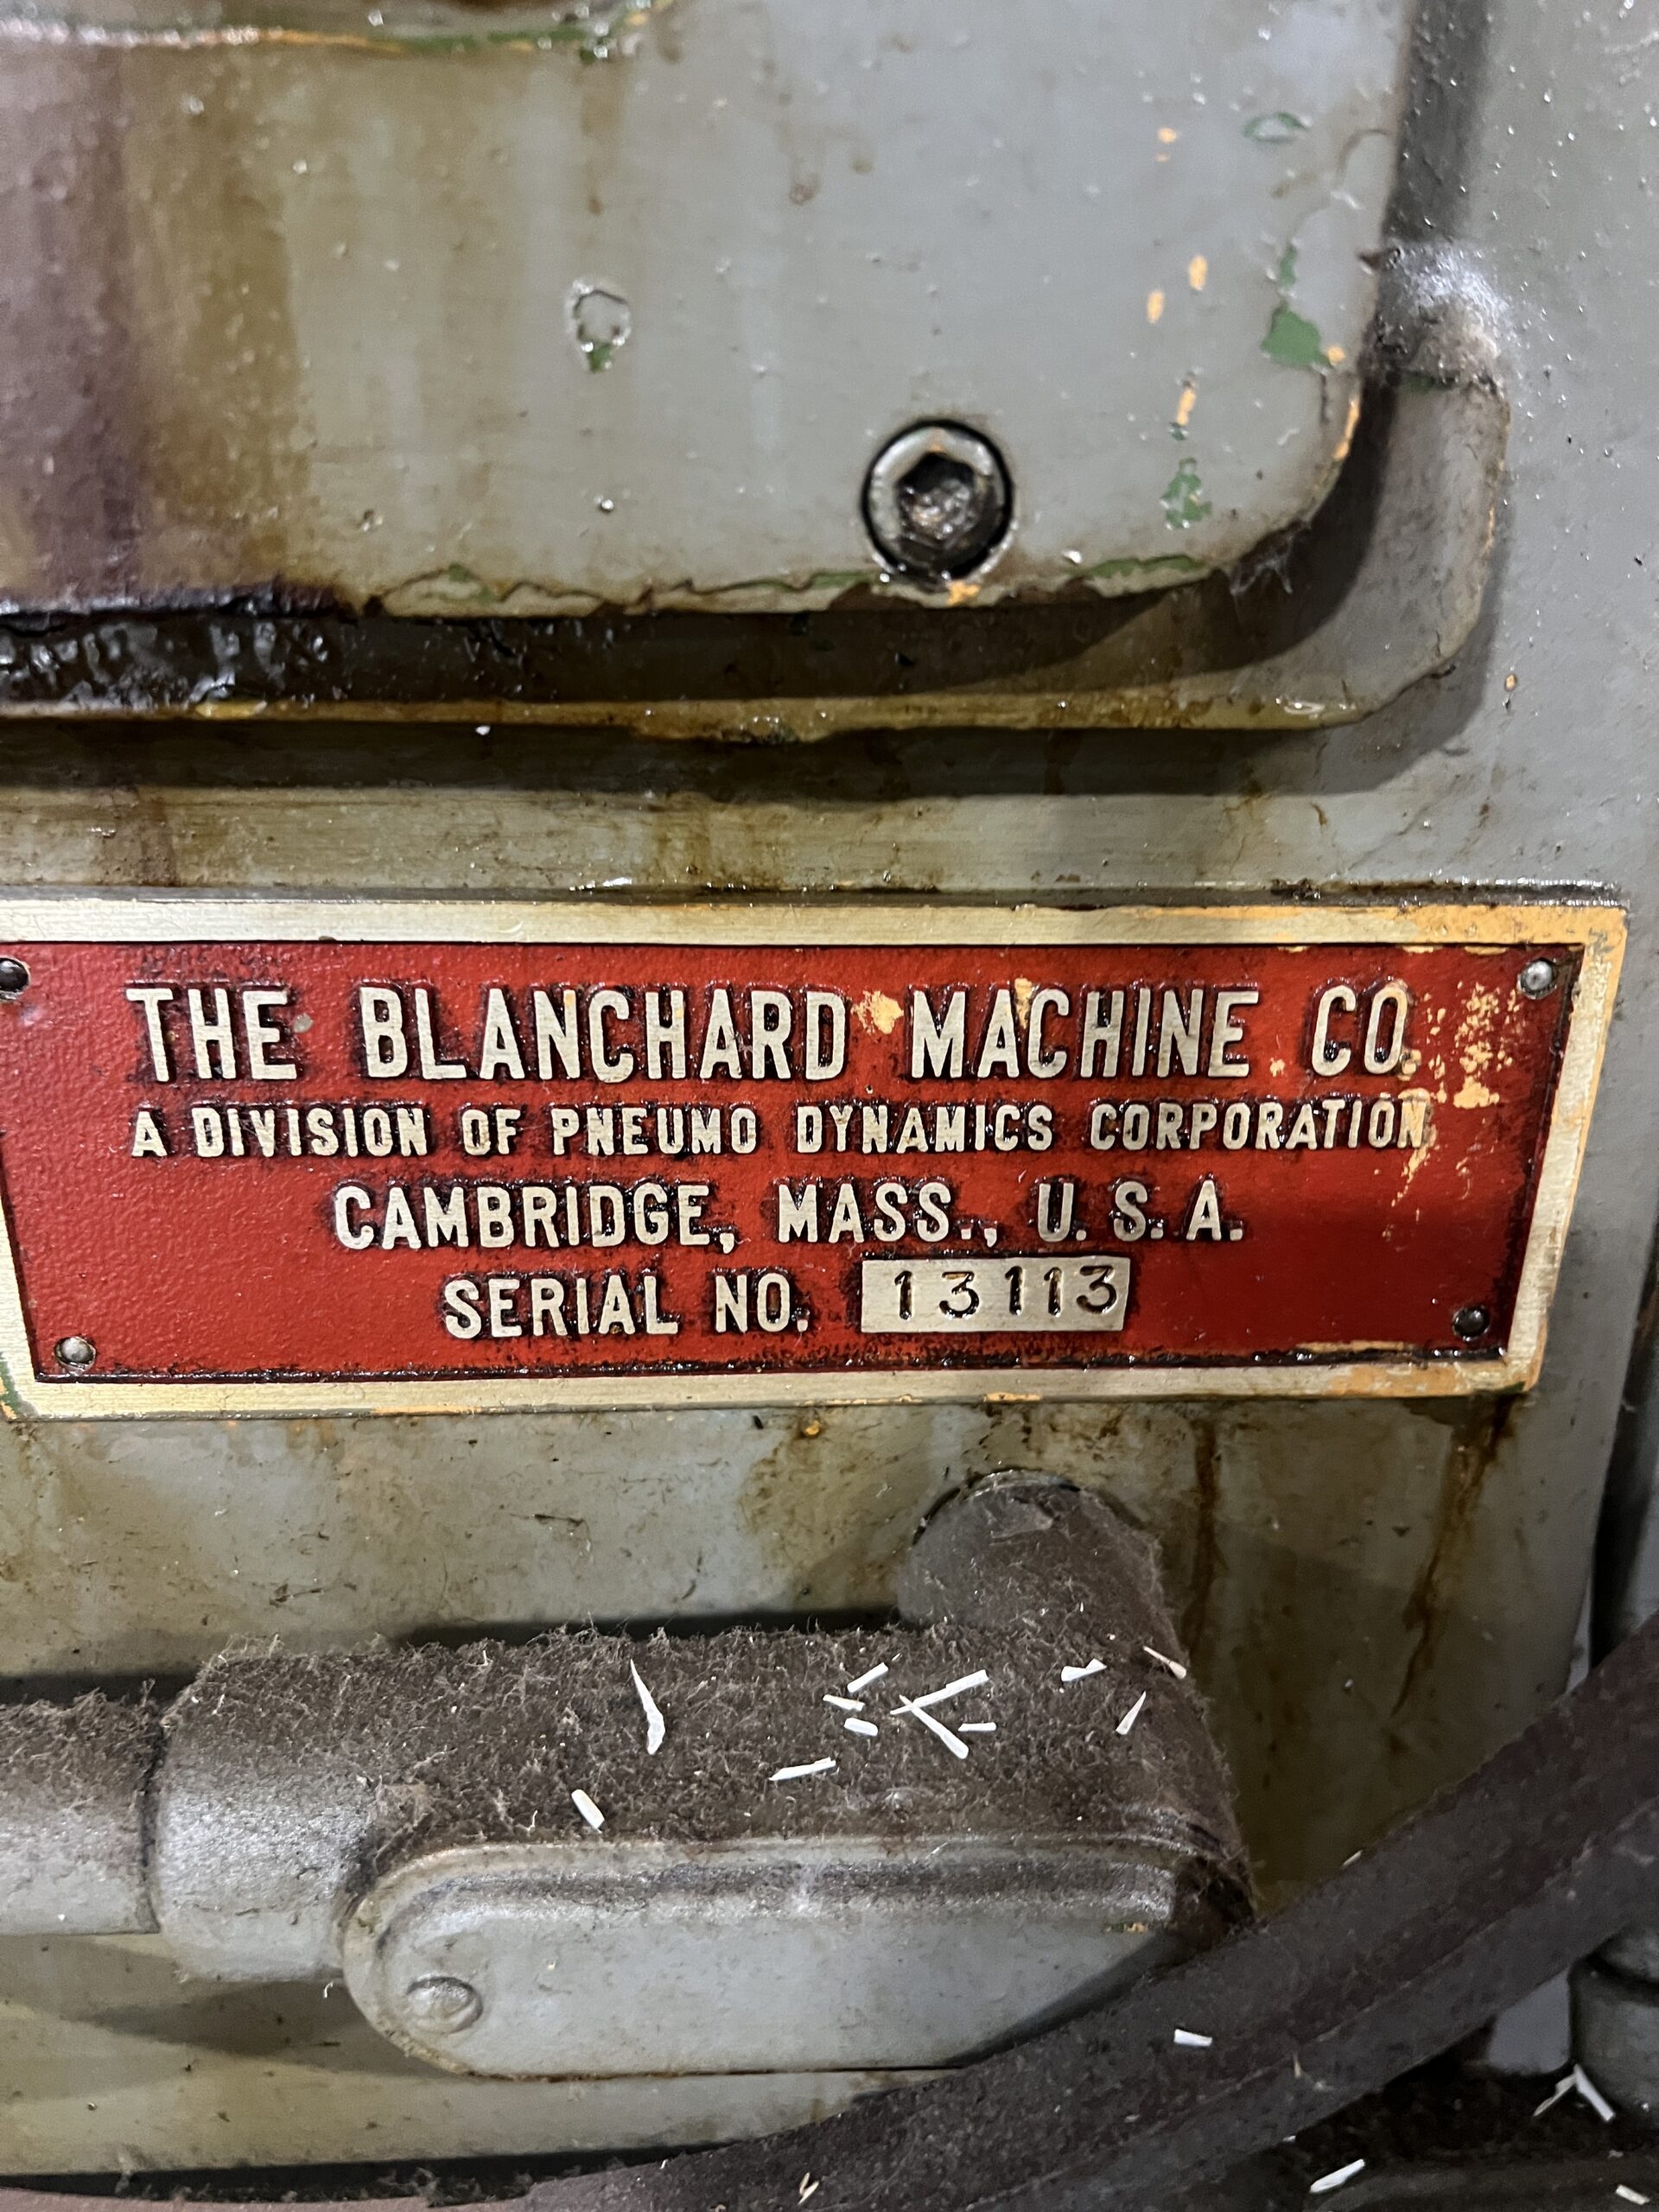 THE BLANCHARD MACHINE CO.
A DIVISION OF PNEUMO DYNAMICS CORPORATION
CAMBRIDGE, MASS., U.S.A.
SERIAL NO. 13113